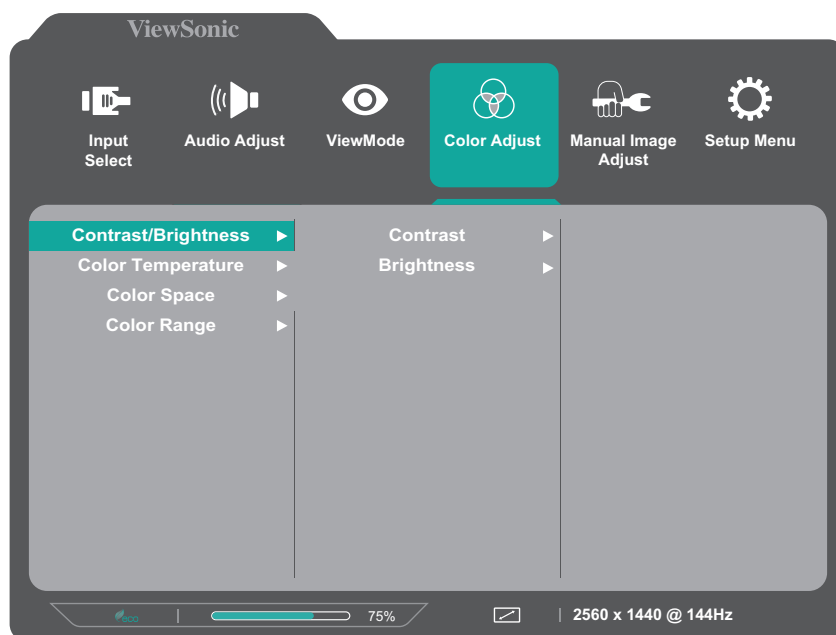 ViewSonic
Input
Select
Audio Adjust
ViewMode
Color Adjust
Manual Image
Adjust
Setup Menu
Contrast/Brightness
Color Temperature
Color Space
Color Range
Contrast
Brightness
eco | 75%
| 2560 x 1440 @ 144Hz